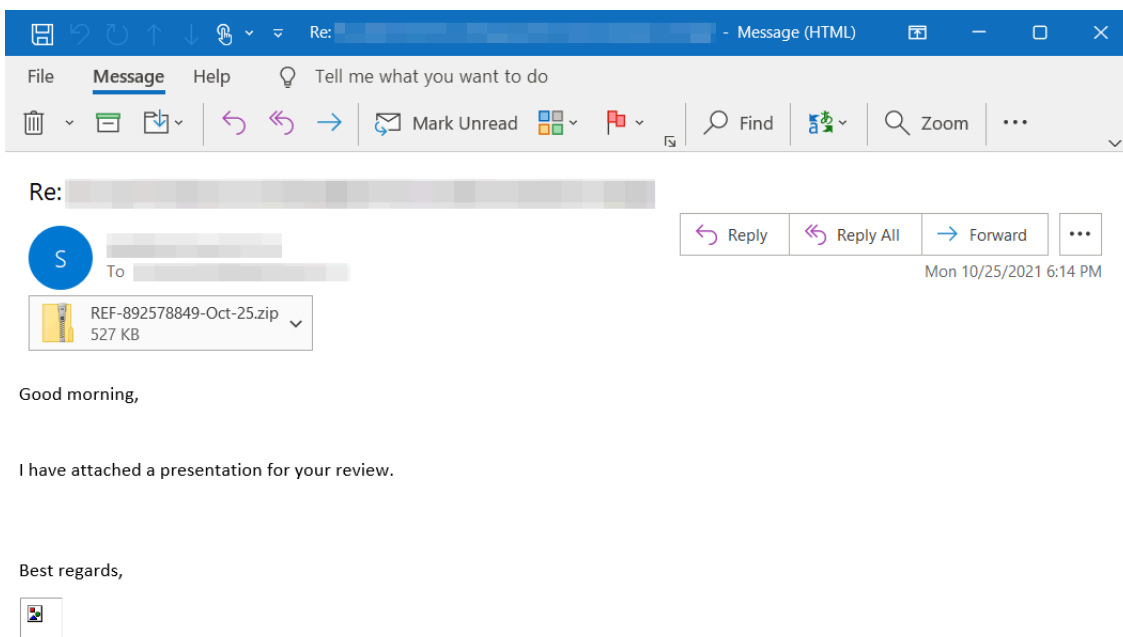 Re: - Message (HTML)
File Message Help Tell me what you want to do
Mark Unread Find Zoom
Re:
Reply Reply All Forward
S
To
Mon 10/25/2021 6:14 PM
REF-892578849-Oct-25.zip
527 KB
Good morning,
I have attached a presentation for your review.
Best regards,